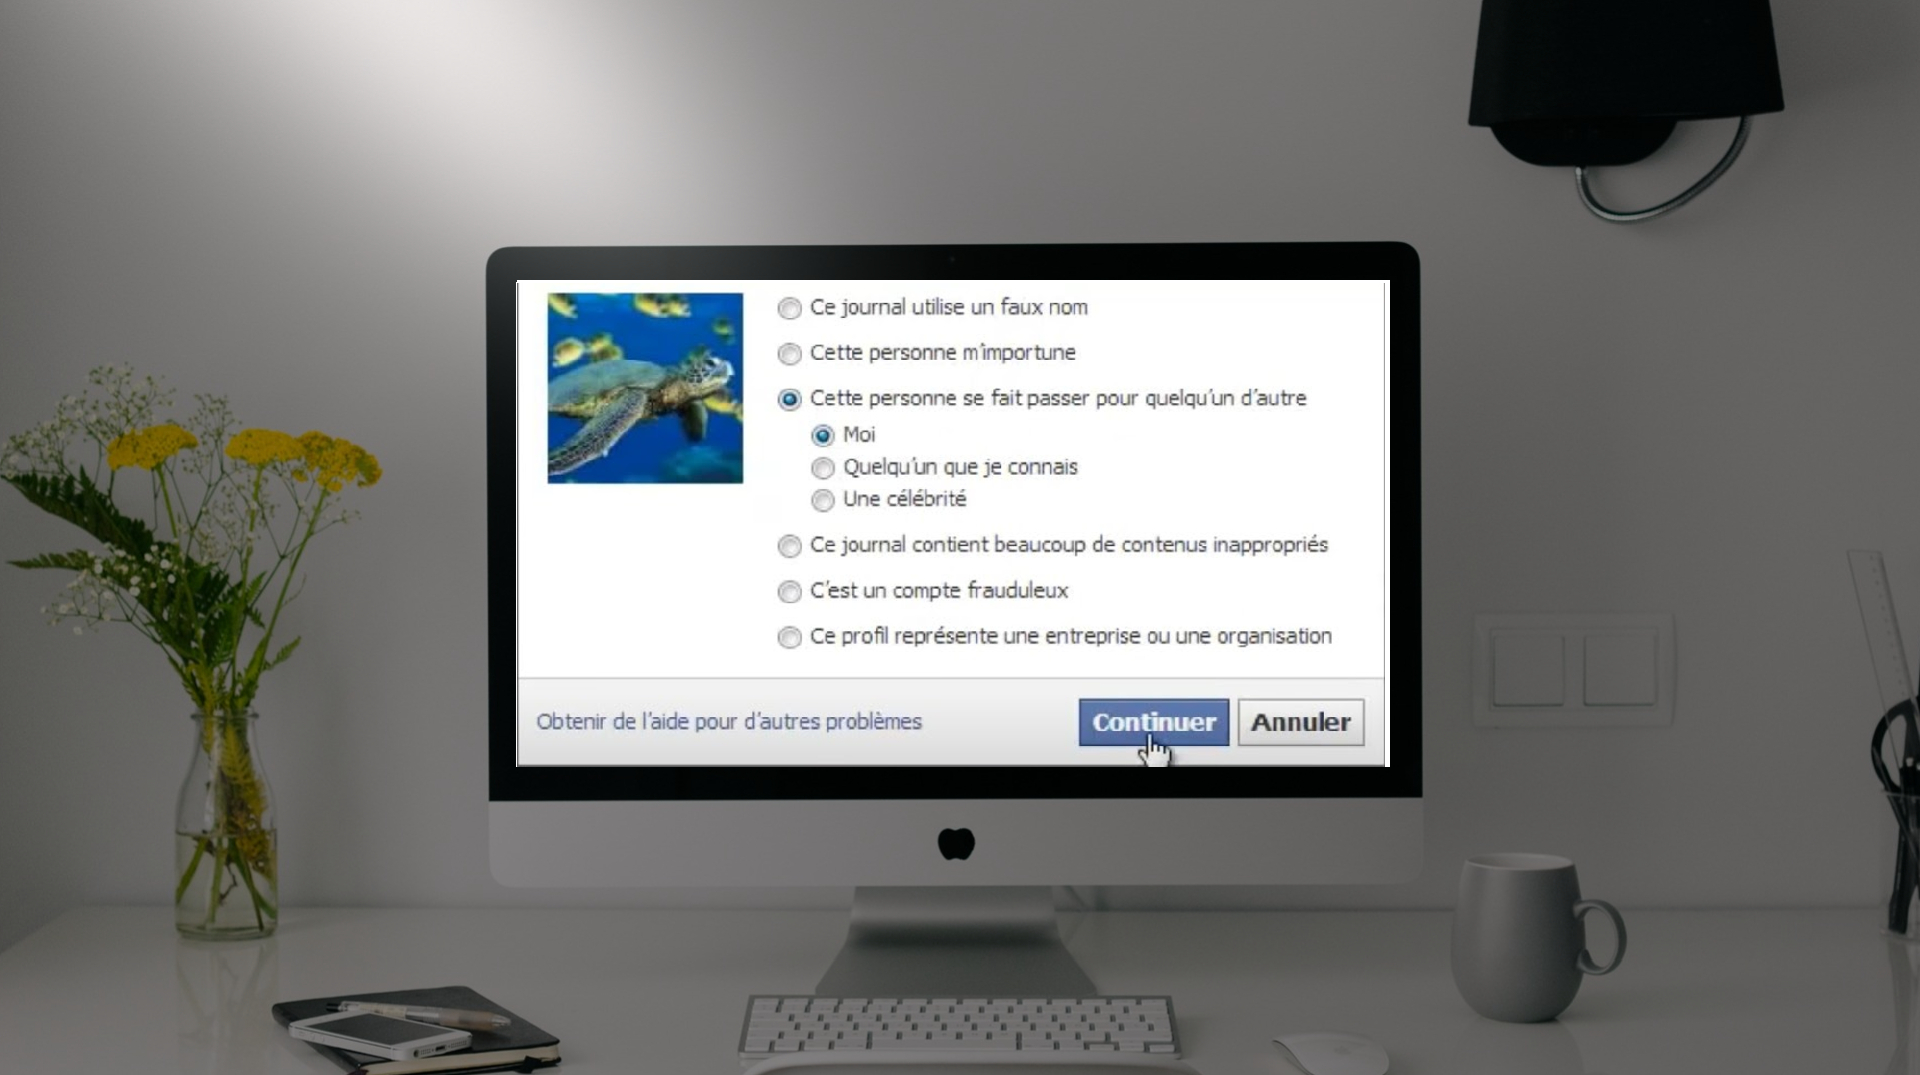 Ce journal utilise un faux nom
Cette personne m'importune
Cette personne se fait passer pour quelqu'un d'autre
Moi
Quelqu'un que je connais
Une célébrité
Ce journal contient beaucoup de contenus inappropriés
C'est un compte frauduleux
Ce profil représente une entreprise ou une organisation
Obtenir de l'aide pour d'autres problèmes
Continuer
Annuler